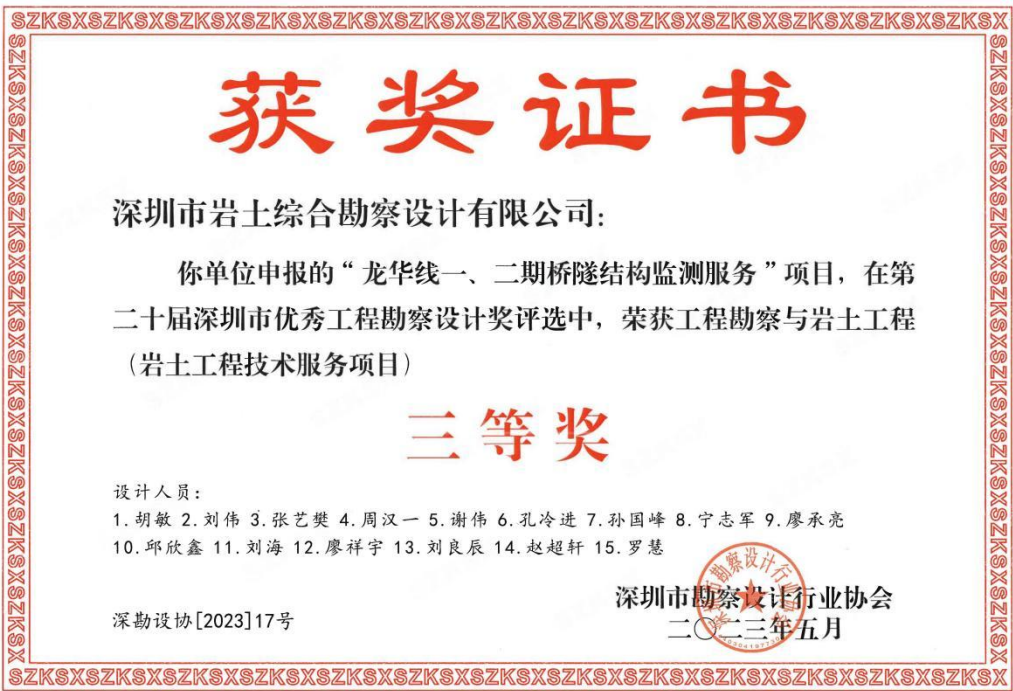 SZKSXSZKSXSZKSXSZKSXSZKSXSZKSXSZKSXSZKSXSZKSXSZKSXSZKSX
获奖证书
深圳市岩土综合勘察设计有限公司：
你单位申报的“龙华线一、二期桥隧结构监测服务”项目，在第
二十届深圳市优秀工程勘察设计奖评选中，荣获工程勘察与岩土工程
（岩土工程技术服务项目）
三等奖
设计人员：
1.胡敏 2.刘伟 3.张艺樊 4.周汉一 5.谢伟 6.孔冷进 7.孙国峰 8.宁志军 9.廖承亮
10.邱欣鑫 11.刘海 12.廖祥宇 13.刘良辰 14.赵超轩 15.罗慧
深圳市勘察设计行业协会
深勘设协[2023]17号
二〇二三年五月